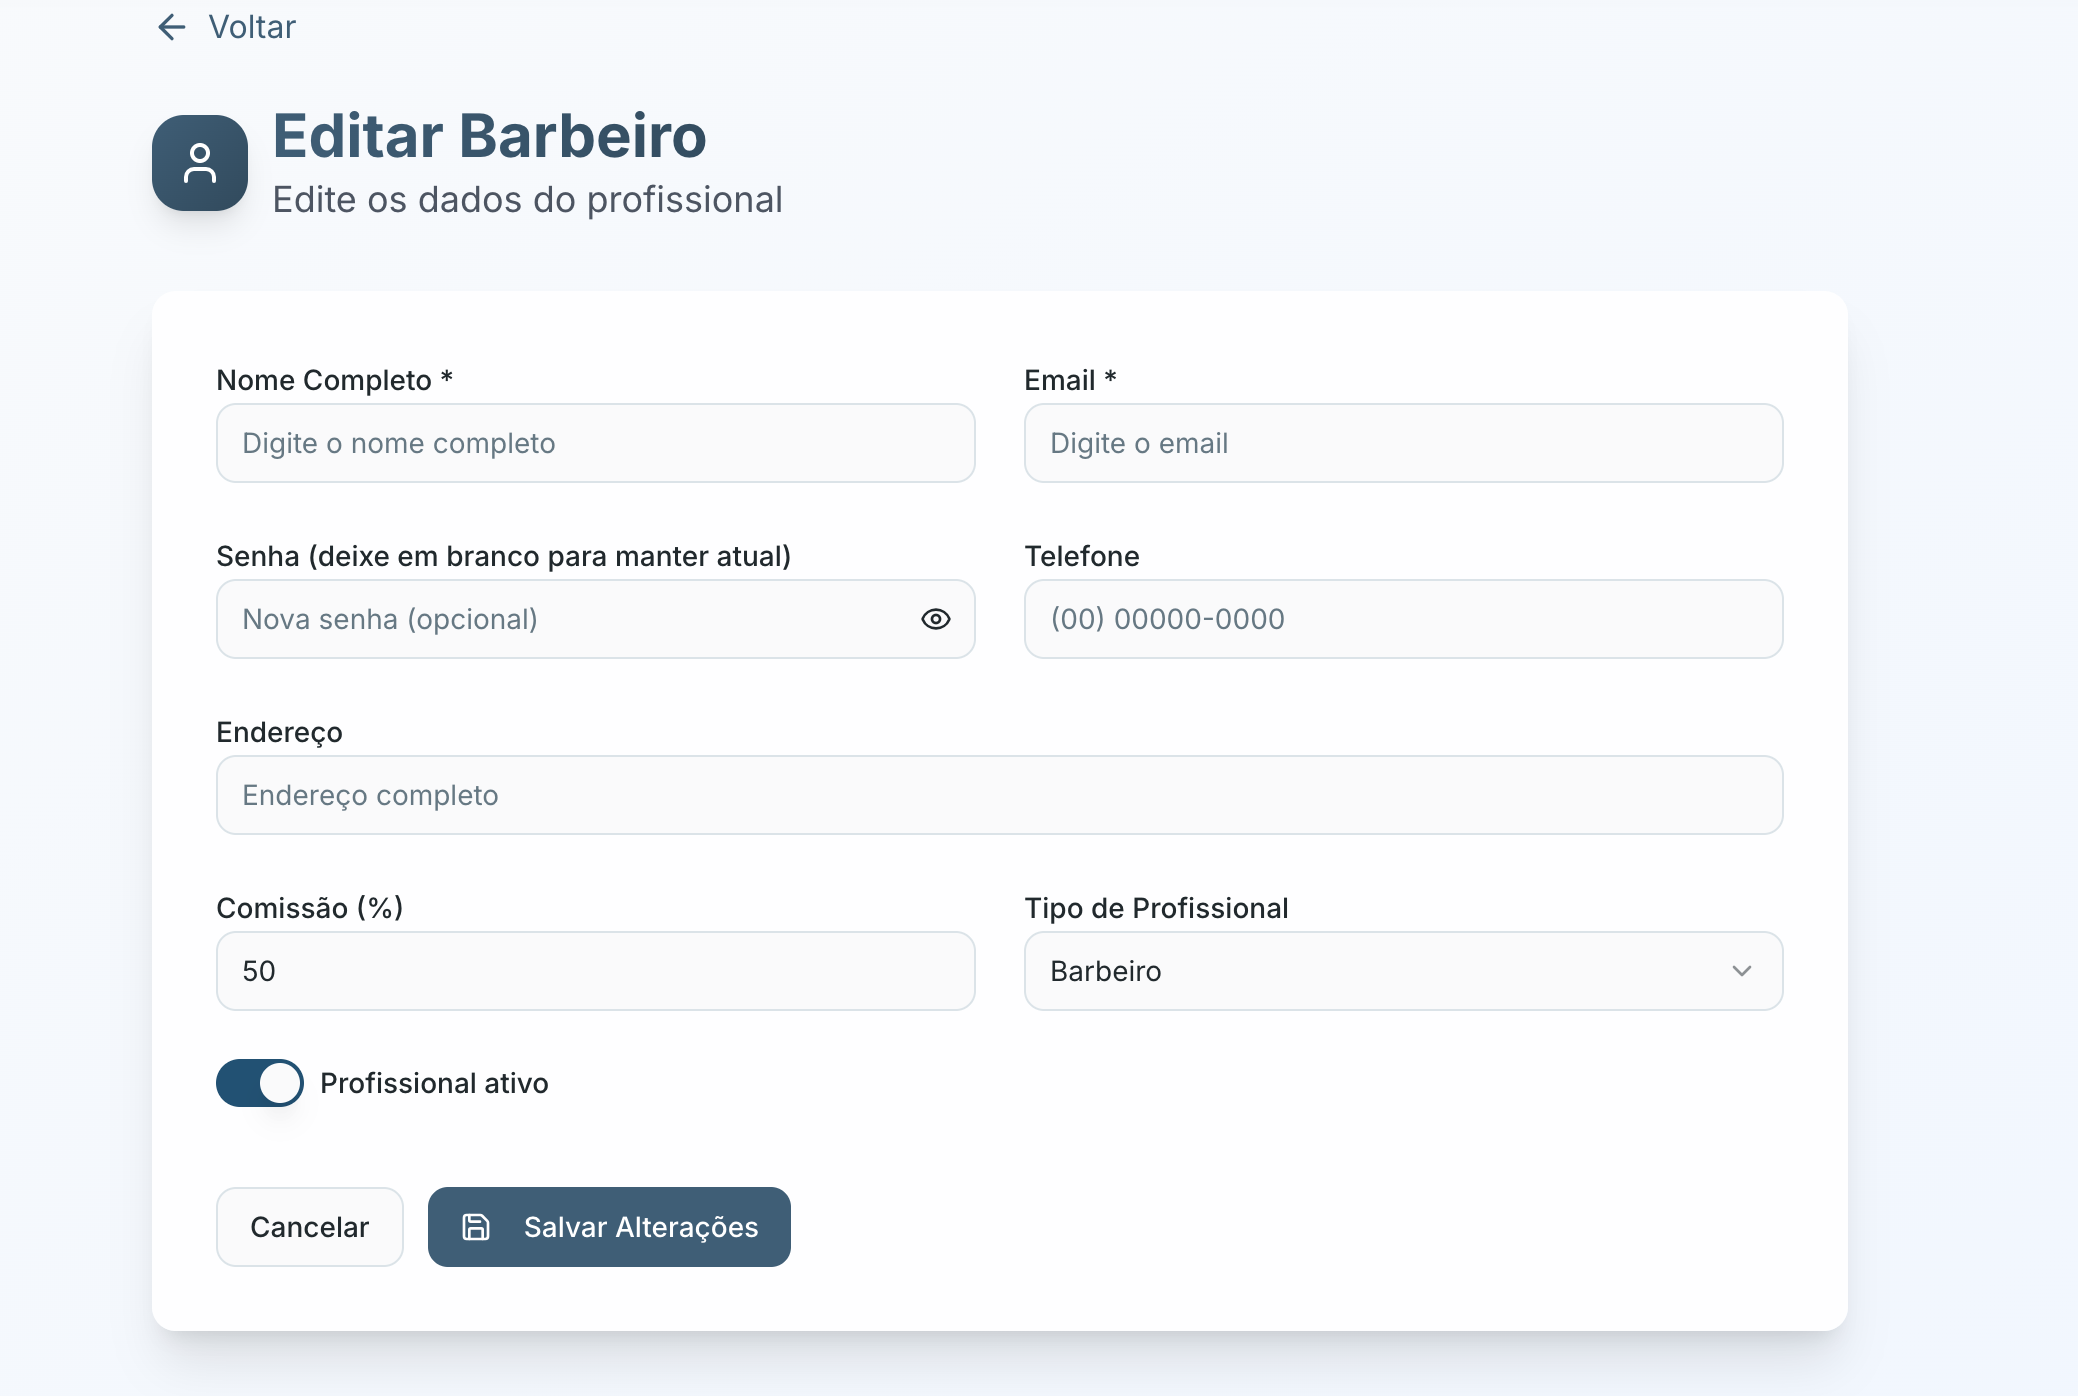 Voltar
Editar Barbeiro
Edite os dados do profissional
Nome Completo *
Email *
Digite o nome completo
Digite o email
Senha (deixe em branco para manter atual)
Telefone
Nova senha (opcional)
(00) 00000-0000
Endereço
Endereço completo
Comissão (%)
Tipo de Profissional
50
Barbeiro
Profissional ativo
Cancelar
Salvar Alterações